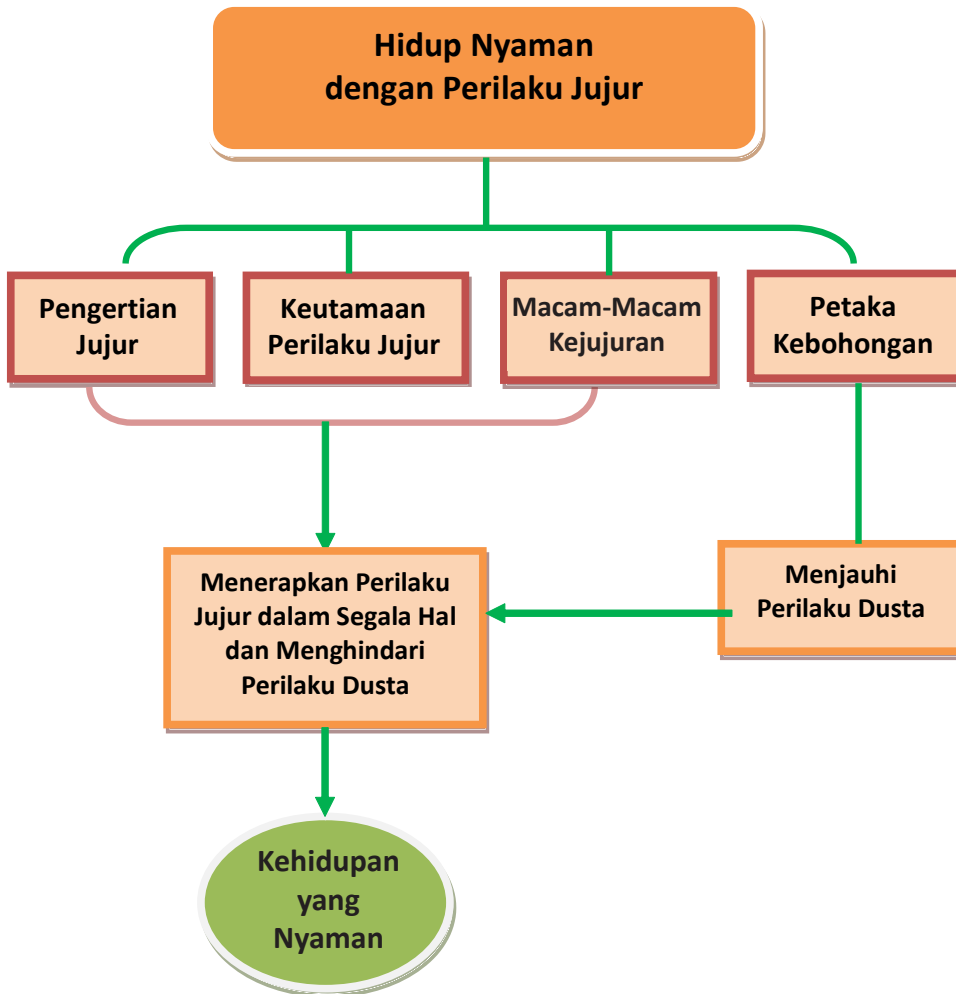 Hidup Nyaman
dengan Perilaku Jujur
Pengertian
Jujur
Keutamaan
Perilaku Jujur
Macam-Macam
Kejujuran
Petaka
Kebohongan
Menerapkan Perilaku
Jujur dalam Segala Hal
dan Menghindari
Perilaku Dusta
Menjauhi
Perilaku Dusta
Kehidupan
yang
Nyaman